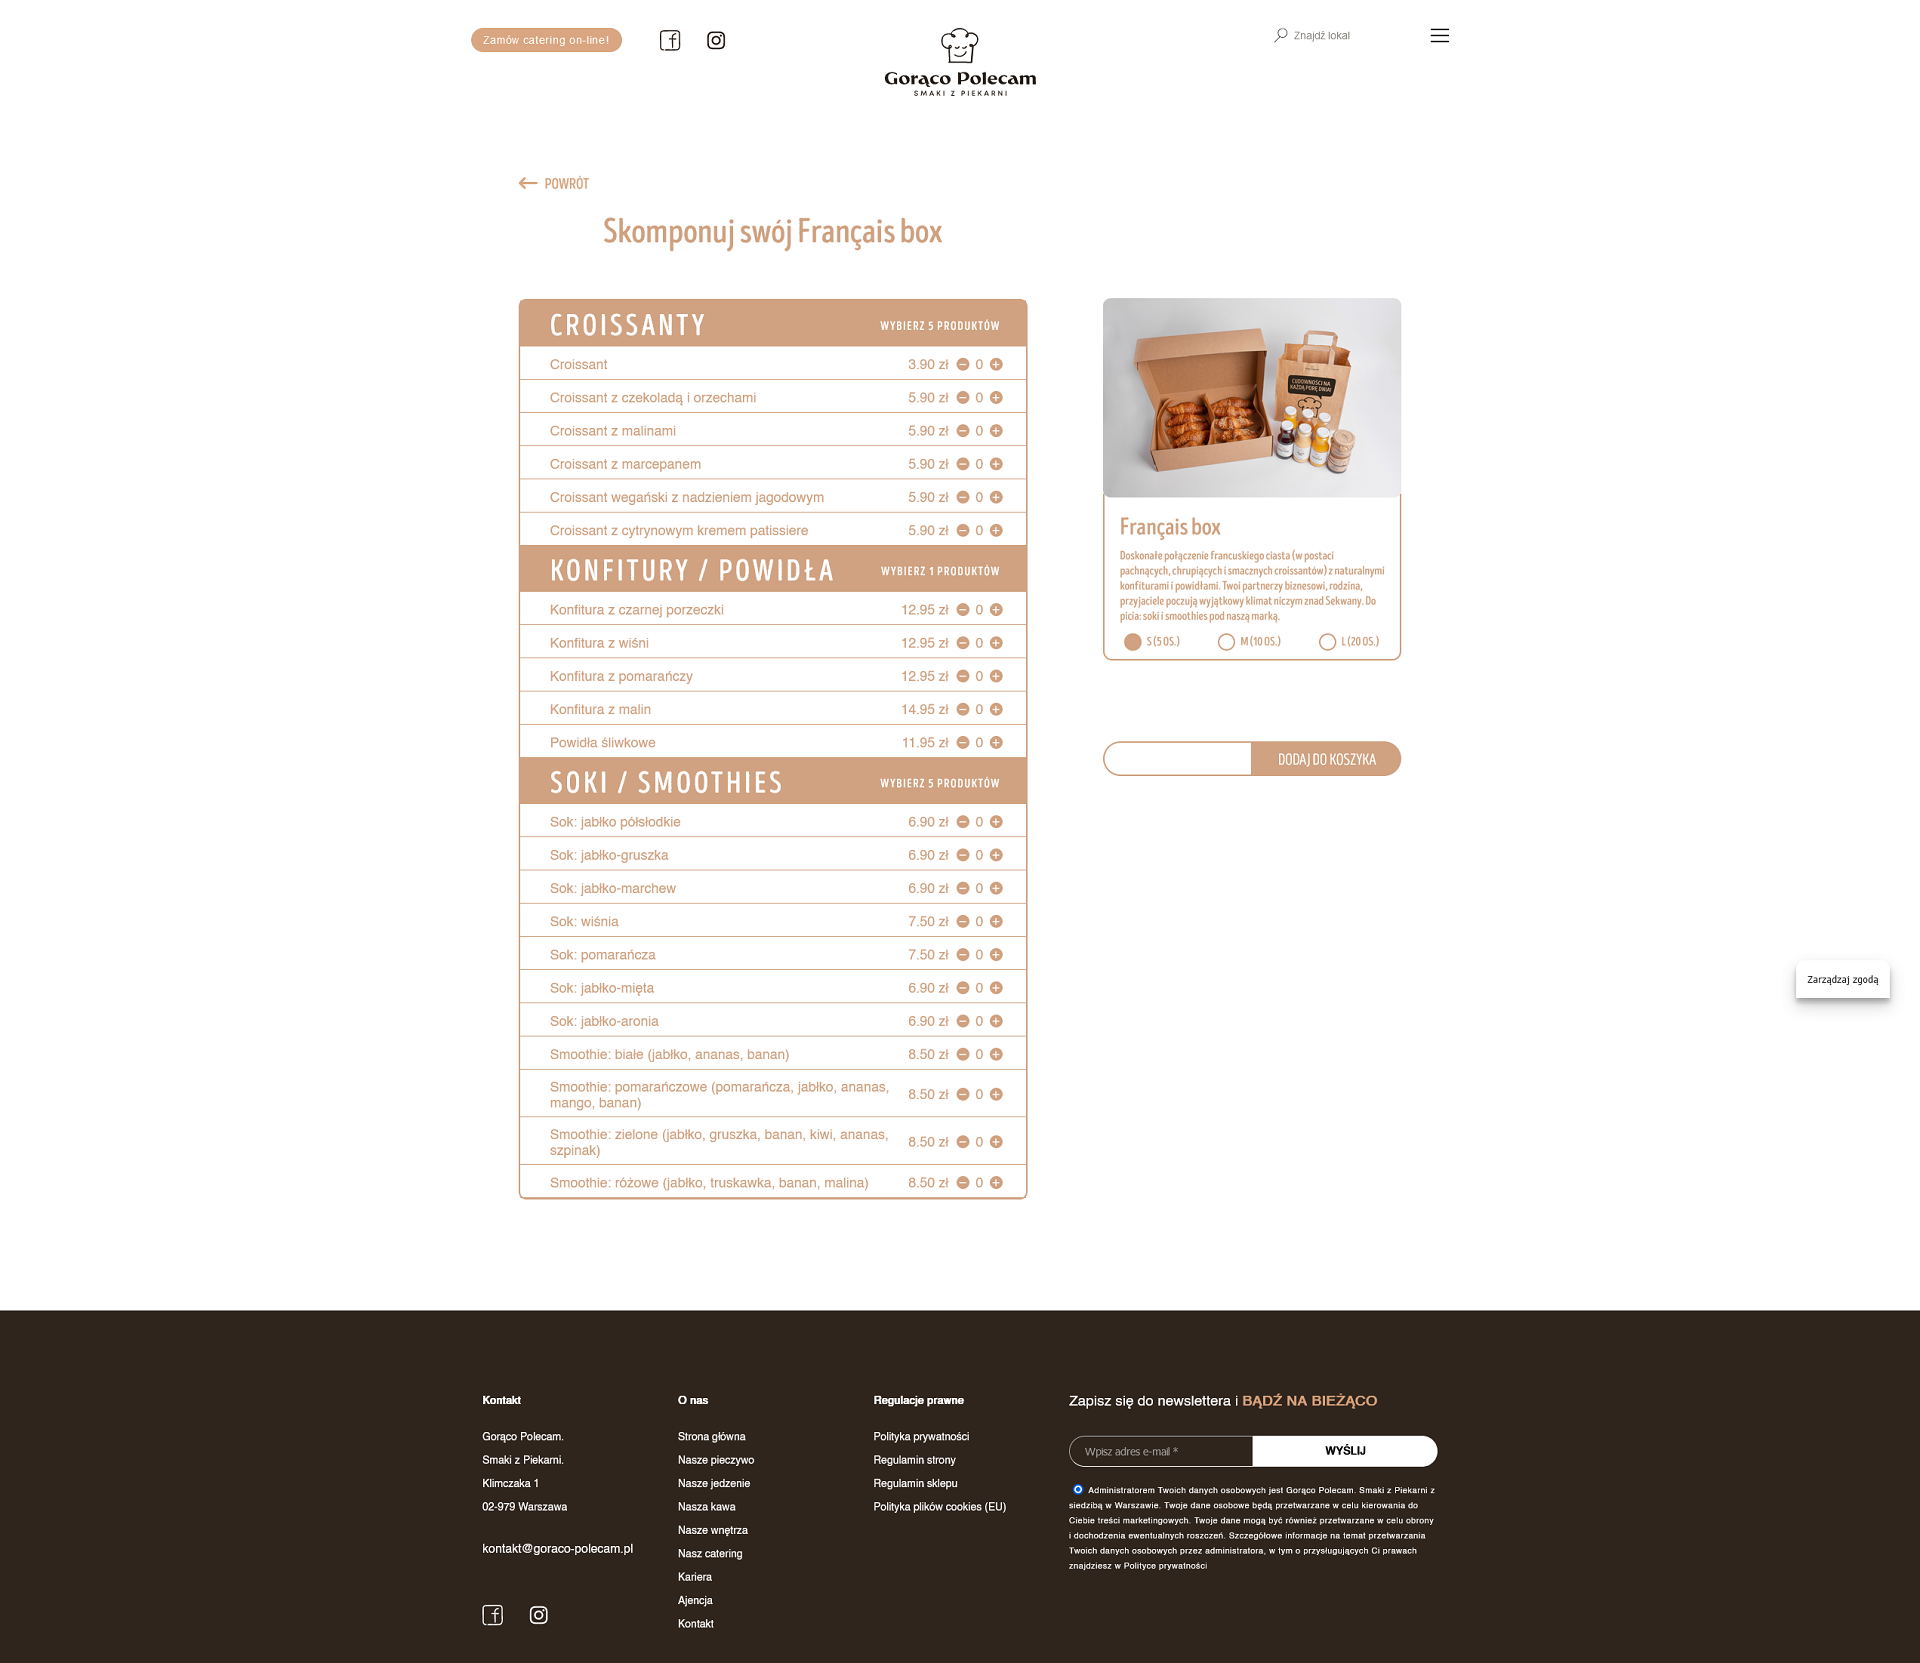 Zamów catering on-line!
Gorąco Polecam
SMAKI Z PIEKARNI
Znajdź lokal
POWRÓT
Skomponuj swój Français box
CROISSANTY WYBIERZ 5 PRODUKTÓW
Croissant 3.90 zł 0
Croissant z czekoladą i orzechami 5.90 zł 0
Croissant z malinami 5.90 zł 0
Croissant z marcepanem 5.90 zł 0
Croissant wegański z nadzieniem jagodowym 5.90 zł 0
Croissant z cytrynowym kremem patissiere 5.90 zł 0
KONFITURY / POWIDŁA WYBIERZ 1 PRODUKTÓW
Konfitura z czarnej porzeczki 12.95 zł 0
Konfitura z wiśni 12.95 zł 0
Konfitura z pomarańczy 12.95 zł 0
Konfitura z malin 14.95 zł 0
Powidła śliwkowe 11.95 zł 0
SOKI / SMOOTHIES WYBIERZ 5 PRODUKTÓW
Sok: jabłko półsłodkie 6.90 zł 0
Sok: jabłko-gruszka 6.90 zł 0
Sok: jabłko-marchew 6.90 zł 0
Sok: wiśnia 7.50 zł 0
Sok: pomarańcza 7.50 zł 0
Sok: jabłko-mięta 6.90 zł 0
Sok: jabłko-aronia 6.90 zł 0
Smoothie: białe (jabłko, ananas, banan) 8.50 zł 0
Smoothie: pomarańczowe (pomarańcza, jabłko, ananas,
mango, banan) 8.50 zł 0
Smoothie: zielone (jabłko, gruszka, banan, kiwi, ananas,
szpinak) 8.50 zł 0
Smoothie: różowe (jabłko, truskawka, banan, malina) 8.50 zł 0
CUDOWNOŚCI NA
KAŻDĄ PORĘ DNIA!
Français box
Doskonałe połączenie francuskiego ciasta (w postaci
pachnących, chrupiących i smacznych croissantów) z naturalnymi
konfiturami i powidłami. Twoi partnerzy biznesowi, rodzina,
przyjaciele poczują wyjątkowy klimat niczym znad Sekwany. Do
picia: soki i smoothies pod naszą marką.
S (5 OS.) M (10 OS.) L (20 OS.)
DODAJ DO KOSZYKA
Zarządzaj zgodą
Kontakt
Gorąco Polecam.
Smaki z Piekarni.
Klimczaka 1
02-979 Warszawa
kontakt@goraco-polecam.pl
O nas
Strona główna
Nasze pieczywo
Nasze jedzenie
Nasza kawa
Nasze wnętrza
Nasz catering
Kariera
Ajencja
Kontakt
Regulacje prawne
Polityka prywatności
Regulamin strony
Regulamin sklepu
Polityka plików cookies (EU)
Zapisz się do newslettera i BĄDŹ NA BIEŻĄCO
Wpisz adres e-mail * WYŚLIJ
Administratorem Twoich danych osobowych jest Gorąco Polecam. Smaki z Piekarni z
siedzibą w Warszawie. Twoje dane osobowe będą przetwarzane w celu kierowania do
Ciebie treści marketingowych. Twoje dane mogą być również przetwarzane w celu obrony
i dochodzenia ewentualnych roszczeń. Szczegółowe informacje na temat przetwarzania
Twoich danych osobowych przez administratora, w tym o przysługujących Ci prawach
znajdziesz w Polityce prywatności